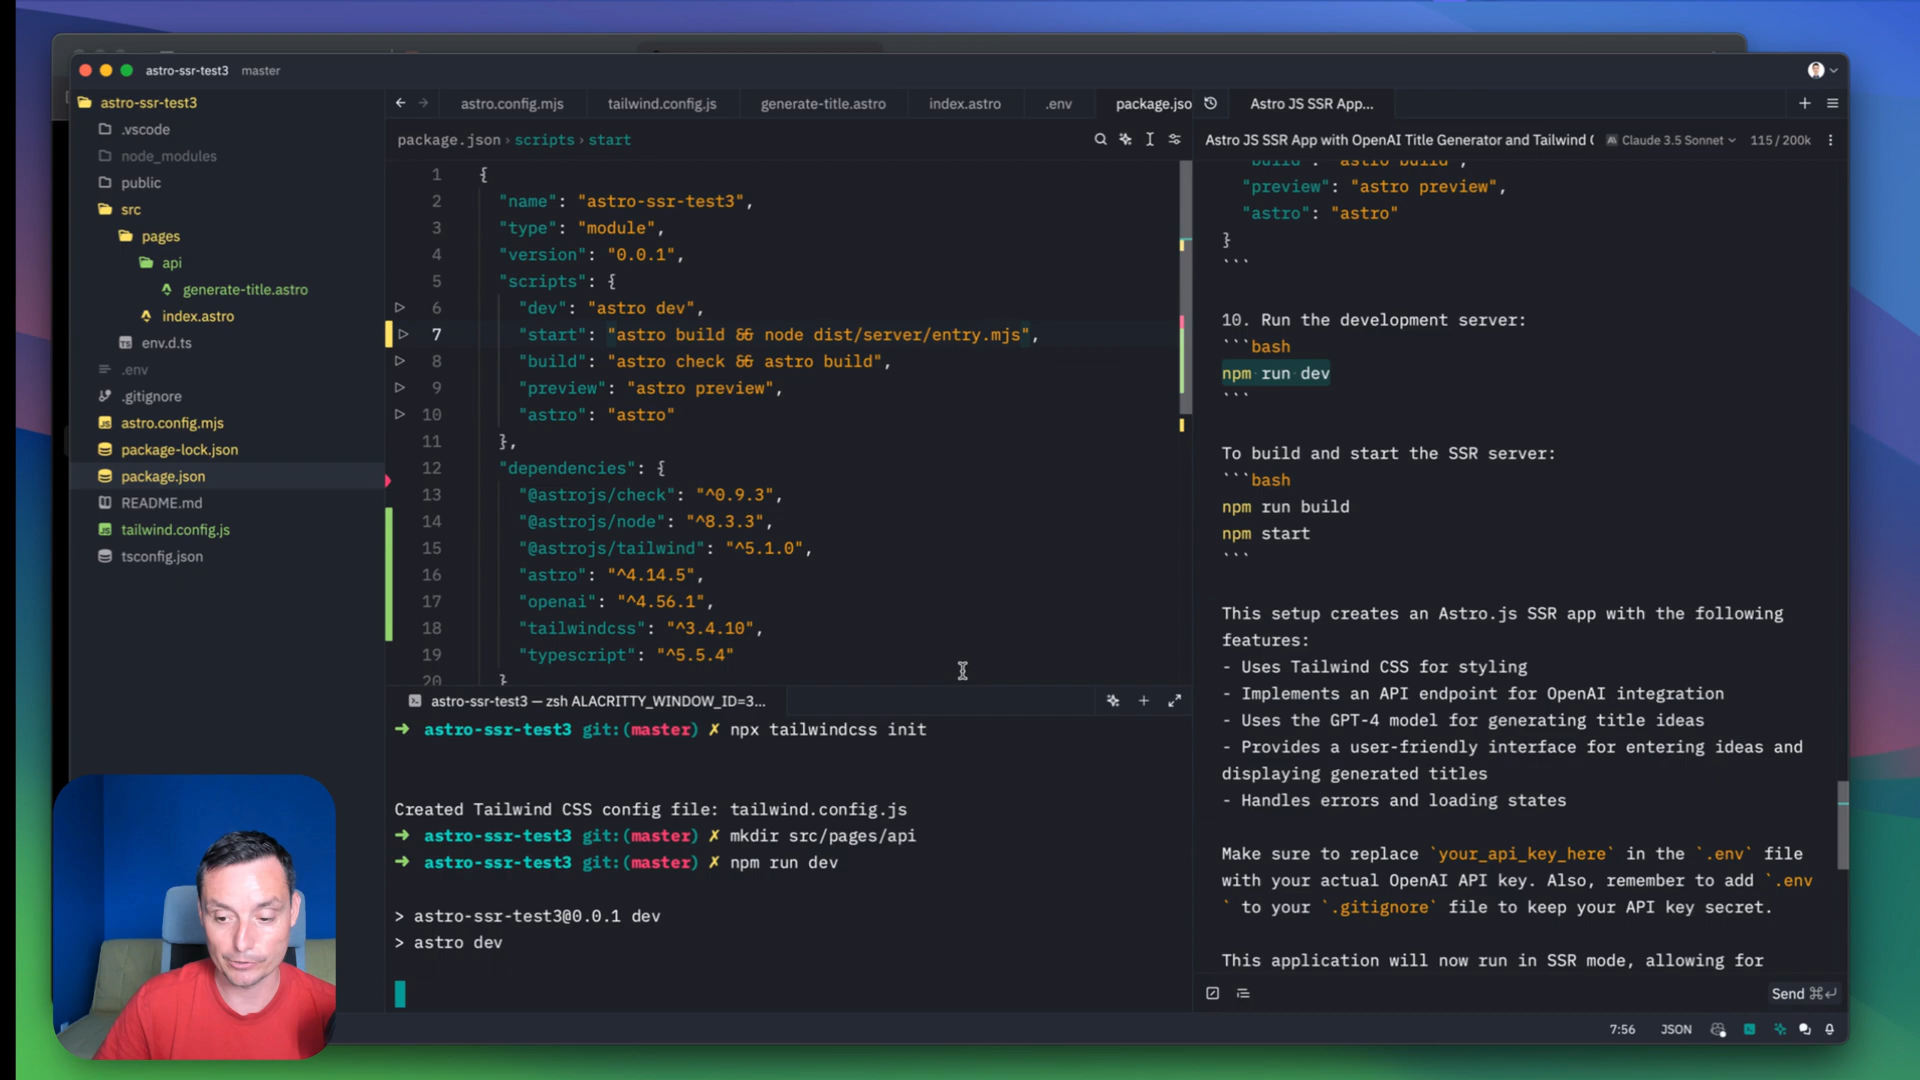 astro-ssr-test3 master
astro-ssr-test3
.vscode
node_modules
public
src
pages
api
generate-title.astro
index.astro
env.d.ts
.env
.gitignore
astro.config.mjs
package-lock.json
package.json
README.md
tailwind.config.js
tsconfig.json
astro.config.mjs tailwind.config.js generate-title.astro index.astro .env package.jso
package.json › scripts › start
1 {
2 "name": "astro-ssr-test3",
3 "type": "module",
4 "version": "0.0.1",
5 "scripts": {
6 "dev": "astro dev",
7 "start": "astro build && node dist/server/entry.mjs",
8 "build": "astro check && astro build",
9 "preview": "astro preview",
10 "astro": "astro"
11 },
12 "dependencies": {
13 "@astrojs/check": "^0.9.3",
14 "@astrojs/node": "^8.3.3",
15 "@astrojs/tailwind": "^5.1.0",
16 "astro": "^4.14.5",
17 "openai": "^4.56.1",
18 "tailwindcss": "^3.4.10",
19 "typescript": "^5.5.4"
20 }
astro-ssr-test3 — zsh ALACRITTY_WINDOW_ID=3...
➜ astro-ssr-test3 git:(master) ✗ npx tailwindcss init
Created Tailwind CSS config file: tailwind.config.js
➜ astro-ssr-test3 git:(master) ✗ mkdir src/pages/api
➜ astro-ssr-test3 git:(master) ✗ npm run dev
> astro-ssr-test3@0.0.1 dev
> astro dev
Astro JS SSR App...
Astro JS SSR App with OpenAI Title Generator and Tailwind ( Claude 3.5 Sonnet 115/200k
"build": "astro build",
"preview": "astro preview",
"astro": "astro"
}
```
10. Run the development server:
```bash
npm run dev
```
To build and start the SSR server:
```bash
npm run build
npm start
```
This setup creates an Astro.js SSR app with the following
features:
- Uses Tailwind CSS for styling
- Implements an API endpoint for OpenAI integration
- Uses the GPT-4 model for generating title ideas
- Provides a user-friendly interface for entering ideas and
displaying generated titles
- Handles errors and loading states
Make sure to replace `your_api_key_here` in the `.env` file
with your actual OpenAI API key. Also, remember to add `.env
` to your `.gitignore` file to keep your API key secret.
This application will now run in SSR mode, allowing for
Send ⌘↵
7:56 JSON